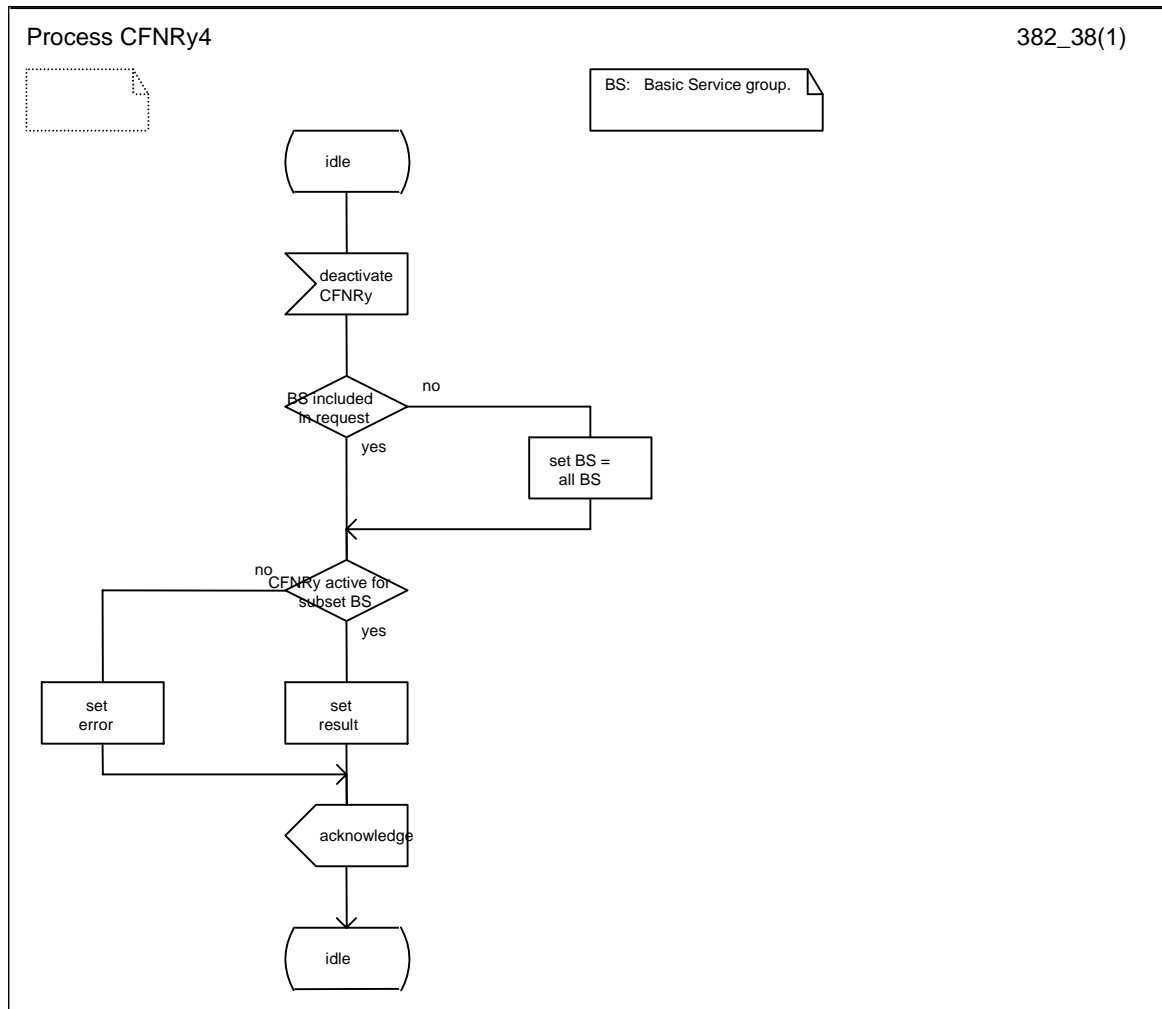 Process CFNRy4
382_38(1)
BS: Basic Service group.
idle
deactivate
CFNRy
BS included
in request
no
yes
set BS =
all BS
no
CFNRy active for
subset BS
yes
set
error
set
result
acknowledge
idle